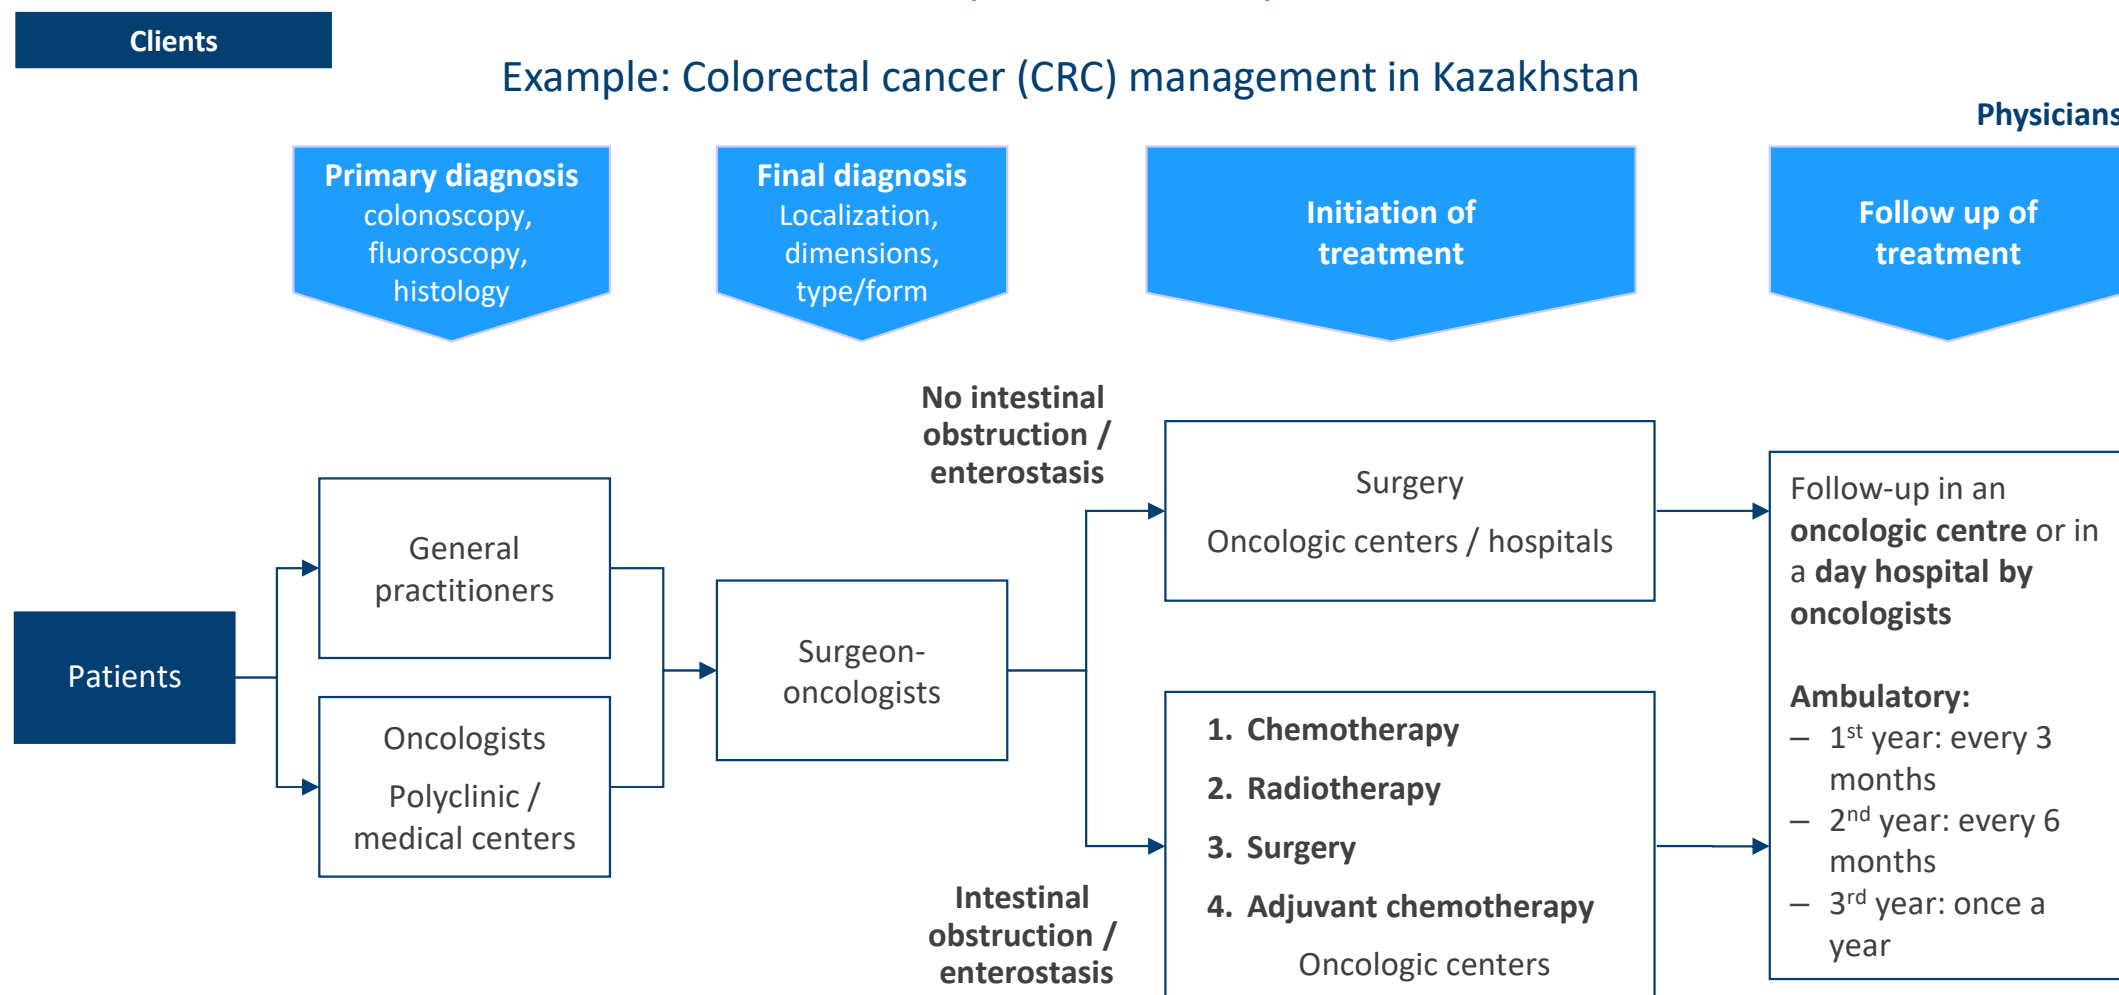 Clients
Example: Colorectal cancer (CRC) management in Kazakhstan
Physicians
Primary diagnosis
colonoscopy,
fluoroscopy,
histology
Final diagnosis
Localization,
dimensions,
type/form
Initiation of
treatment
Follow up of
treatment
Patients
General
practitioners
Oncologists
Polyclinic /
medical centers
Surgeon-
oncologists
No intestinal
obstruction /
enterostasis
Surgery
Oncologic centers / hospitals
Intestinal
obstruction /
enterostasis
1. Chemotherapy
2. Radiotherapy
3. Surgery
4. Adjuvant chemotherapy
Oncologic centers
Follow-up in an
oncologic centre or in
a day hospital by
oncologists
Ambulatory:
– 1st year: every 3
months
– 2nd year: every 6
months
– 3rd year: once a
year